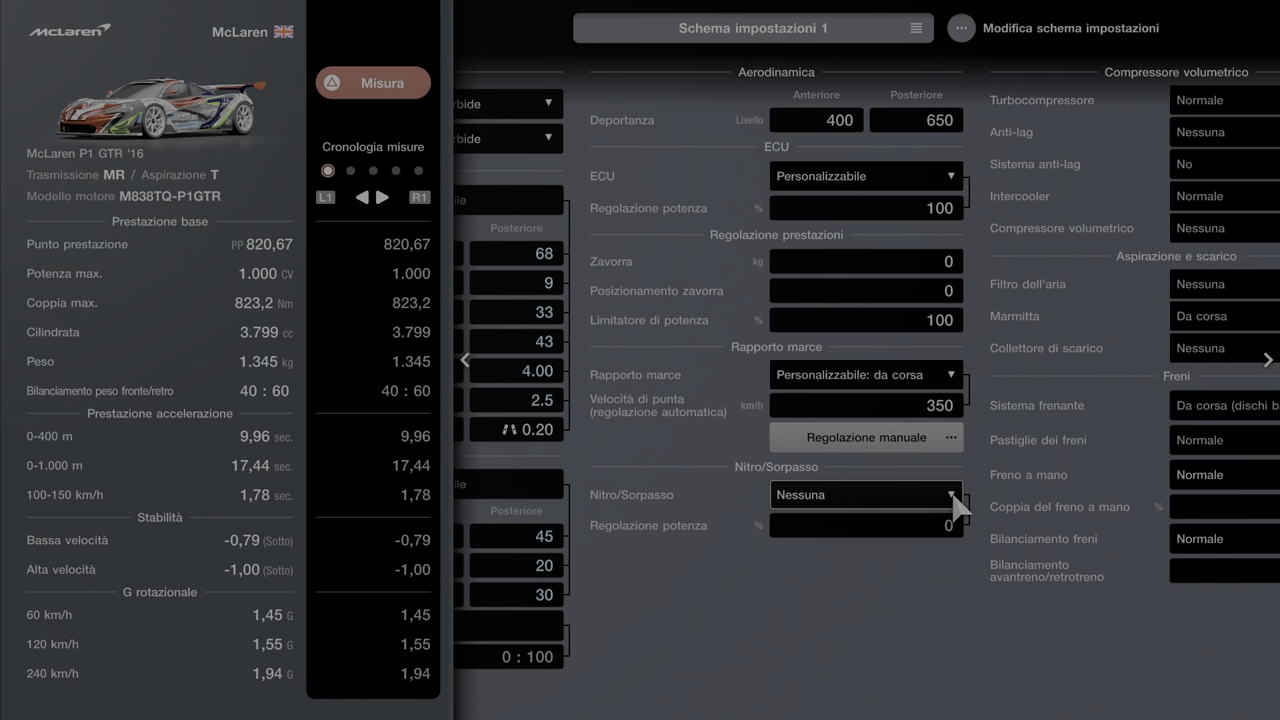 McLaren
McLaren
McLaren P1 GTR '16
Trasmissione MR / Aspirazione T
Modello motore M838TQ-P1GTR
Prestazione base
Punto prestazione PP 820,67
Potenza max. 1.000 CV
Coppia max. 823,2 Nm
Cilindrata 3.799 cc
Peso 1.345 kg
Bilanciamento peso fronte/retro 40 : 60
Prestazione accelerazione
0-400 m 9,96 sec.
0-1.000 m 17,44 sec.
100-150 km/h 1,78 sec.
Stabilità
Bassa velocità -0,79 (Sotto)
Alta velocità -1,00 (Sotto)
G rotazionale
60 km/h 1,45 G
120 km/h 1,55 G
240 km/h 1,94 G
Misura
Cronologia misure
L1 R1
820,67
1.000
823,2
3.799
1.345
40 : 60
9,96
17,44
1,78
-0,79
-1,00
1,45
1,55
1,94
Schema impostazioni 1
Modifica schema impostazioni
rbide
rbide
ile
Posteriore
68
9
33
43
4.00
2.5
0.20
ile
Posteriore
45
20
30
0 : 100
Aerodinamica
Anteriore Posteriore
Deportanza Livello 400 650
ECU
ECU Personalizzabile
Regolazione potenza % 100
Regolazione prestazioni
Zavorra kg 0
Posizionamento zavorra 0
Limitatore di potenza % 100
Rapporto marce
Rapporto marce Personalizzabile: da corsa
Velocità di punta
(regolazione automatica) km/h 350
Regolazione manuale
Nitro/Sorpasso
Nitro/Sorpasso Nessuna
Regolazione potenza % 0
Compressore volumetrico
Turbocompressore Normale
Anti-lag Nessuna
Sistema anti-lag No
Intercooler Normale
Compressore volumetrico Nessuna
Aspirazione e scarico
Filtro dell'aria Nessuna
Marmitta Da corsa
Collettore di scarico Nessuna
Freni
Sistema frenante Da corsa (dischi b
Pastiglie dei freni Normale
Freno a mano Normale
Coppia del freno a mano %
Bilanciamento freni Normale
Bilanciamento
avantreno/retrotreno